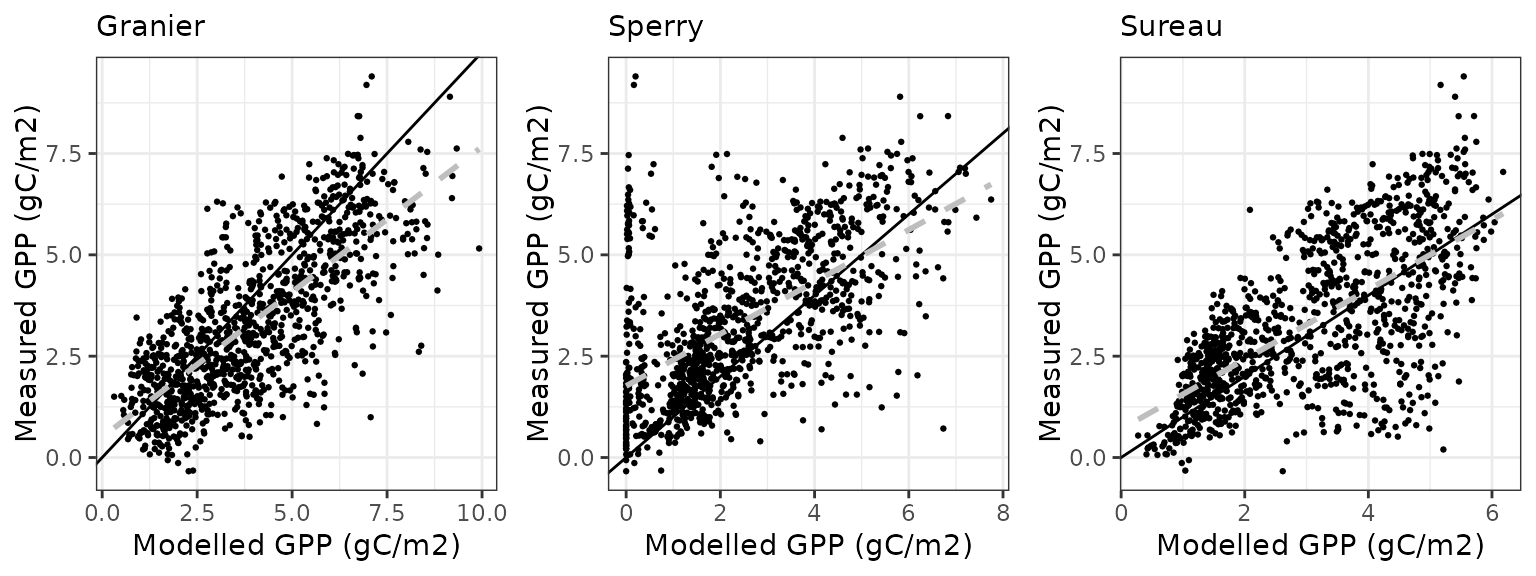 Granier
Measured GPP (gC/m2)
7.5
5.0
2.5
0.0
0.0 2.5 5.0 7.5 10.0
Modelled GPP (gC/m2)
Sperry
Measured GPP (gC/m2)
7.5
5.0
2.5
0.0
0 2 4 6 8
Modelled GPP (gC/m2)
Sureau
Measured GPP (gC/m2)
7.5
5.0
2.5
0.0
0 2 4 6
Modelled GPP (gC/m2)